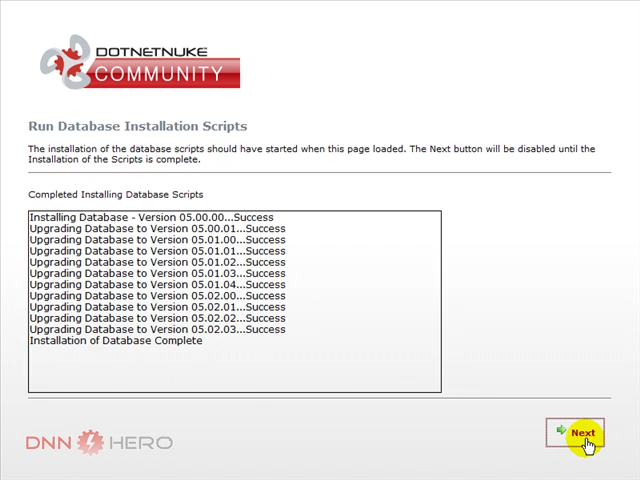 DOTNETNUKE
COMMUNITY
Run Database Installation Scripts
The installation of the database scripts should have started when this page loaded. The Next button will be disabled until the
Installation of the Scripts is complete.
Completed Installing Database Scripts
Installing Database - Version 05.00.00...Success
Upgrading Database to Version 05.00.01...Success
Upgrading Database to Version 05.01.00...Success
Upgrading Database to Version 05.01.01...Success
Upgrading Database to Version 05.01.02...Success
Upgrading Database to Version 05.01.03...Success
Upgrading Database to Version 05.01.04...Success
Upgrading Database to Version 05.02.00...Success
Upgrading Database to Version 05.02.01...Success
Upgrading Database to Version 05.02.02...Success
Upgrading Database to Version 05.02.03...Success
Installation of Database Complete
Next
DNN HERO